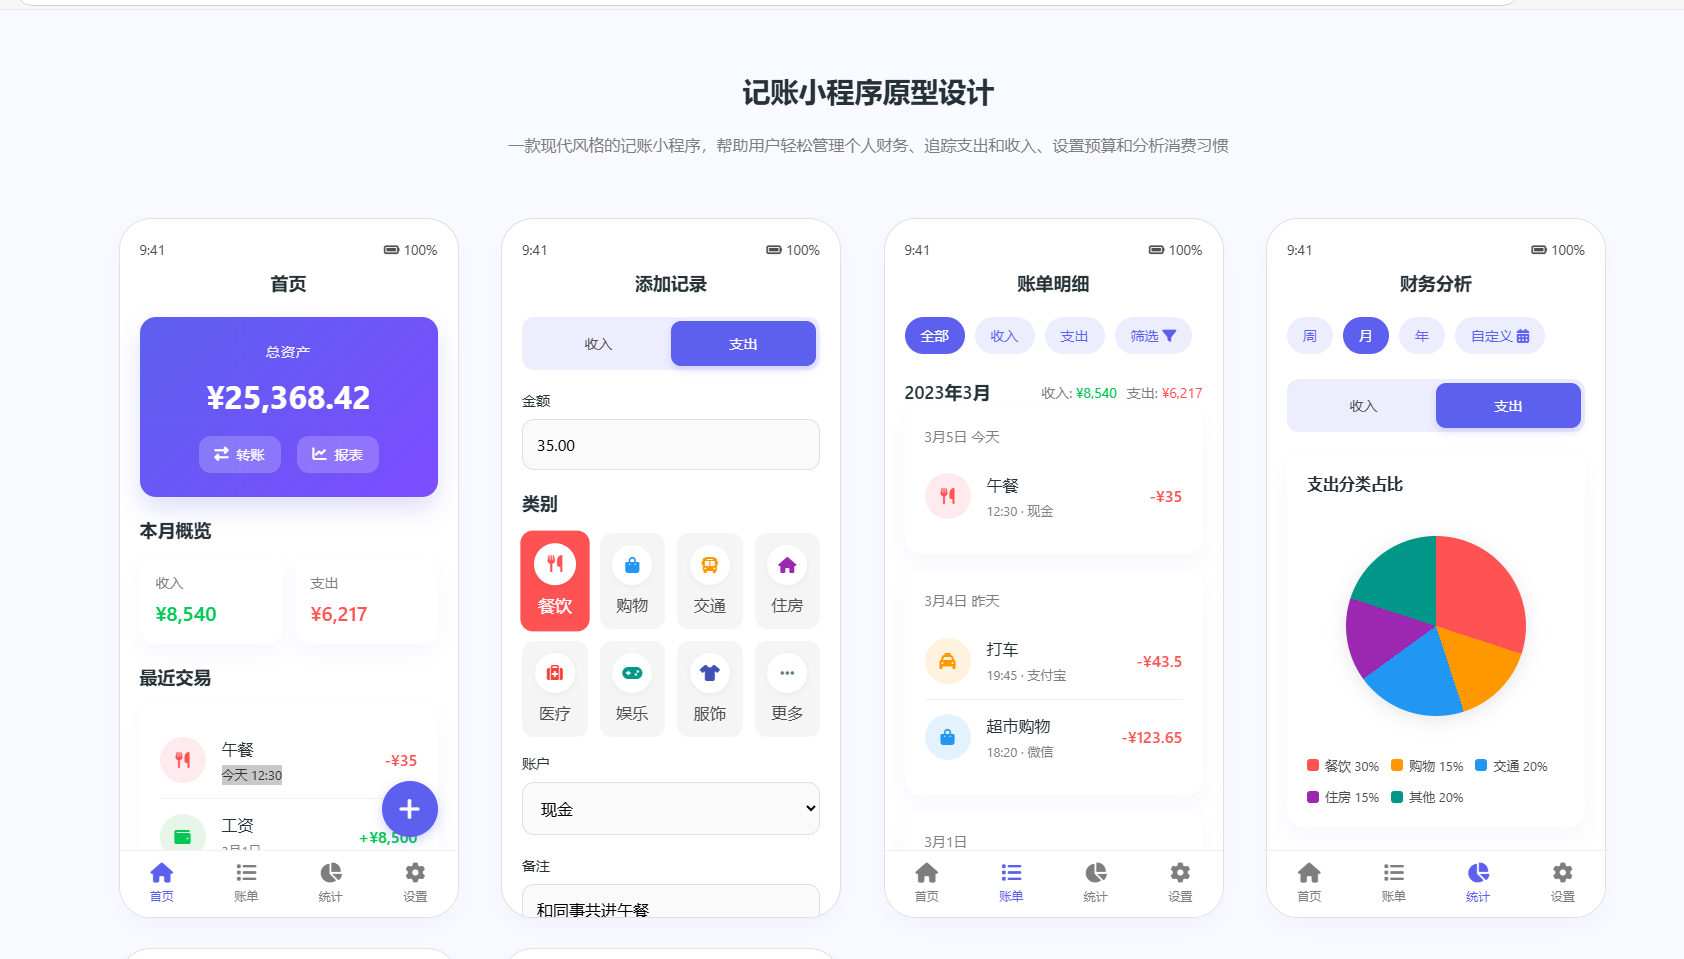 记账小程序原型设计
一款现代风格的记账小程序，帮助用户轻松管理个人财务、追踪支出和收入、设置预算和分析消费习惯
9:41 100%
首页
总资产
¥25,368.42
转账 报表
本月概览
收入 支出
¥8,540 ¥6,217
最近交易
午餐
-¥35
今天 12:30
工资
+¥8,500
3月1日
首页 账单 统计 设置
9:41 100%
添加记录
收入 支出
金额
35.00
类别
餐饮 购物 交通 住房
医疗 娱乐 服饰 更多
账户
现金
备注
和同事共进午餐
9:41 100%
账单明细
全部 收入 支出 筛选
2023年3月 收入: ¥8,540 支出: ¥6,217
3月5日 今天
午餐
-¥35
12:30 · 现金
3月4日 昨天
打车
-¥43.5
19:45 · 支付宝
超市购物
-¥123.65
18:20 · 微信
3月1日
首页 账单 统计 设置
9:41 100%
财务分析
周 月 年 自定义
收入 支出
支出分类占比
餐饮 30% 购物 15% 交通 20%
住房 15% 其他 20%
首页 账单 统计 设置